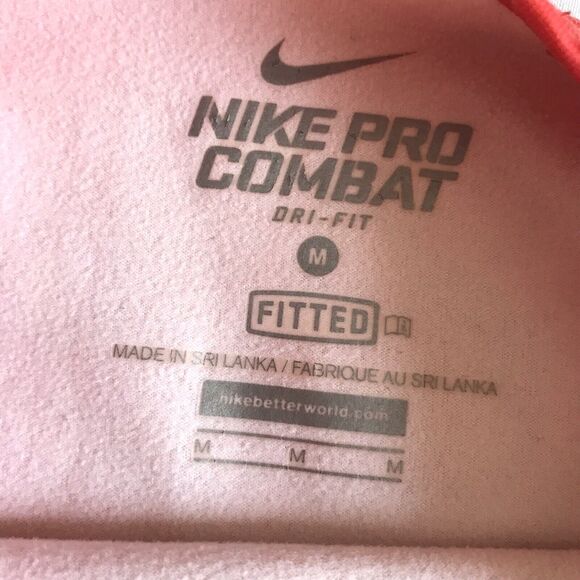 NIKE PRO
COMBAT
DRI-FIT
M
FITTED
MADE IN SRI LANKA / FABRIQUE AU SRI LANKA
nikebetterworld.com
M M M